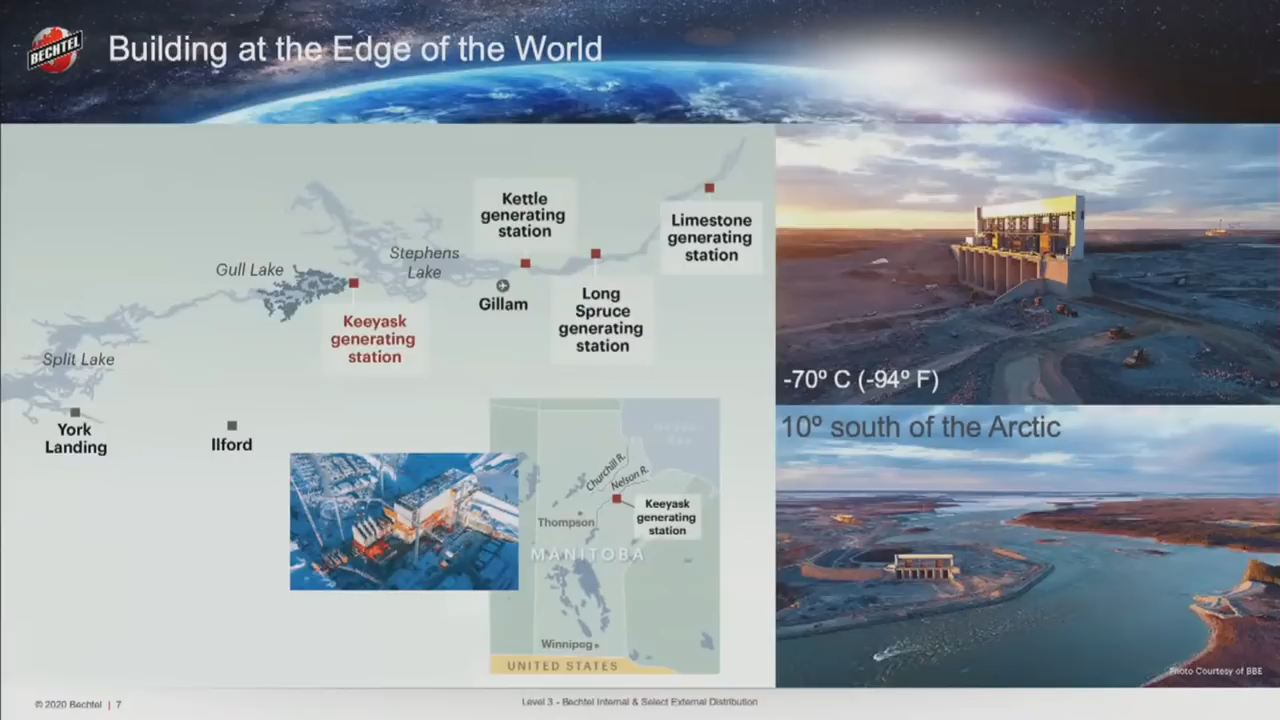 BECHTEL
Building at the Edge of the World
Kettle
generating
station
Limestone
generating
station
Stephens
Lake
Gull Lake
Gillam
Long
Spruce
generating
station
Keeyask
generating
station
Split Lake
York
Landing
Ilford
Churchill R.
Nelson R.
Keeyask
generating
station
Thompson
MANITOBA
Winnipeg
UNITED STATES
-70º C (-94º F)
10º south of the Arctic
Photo Courtesy of BBE
© 2020 Bechtel | 7
Level 3 - Bechtel Internal & Select External Distribution